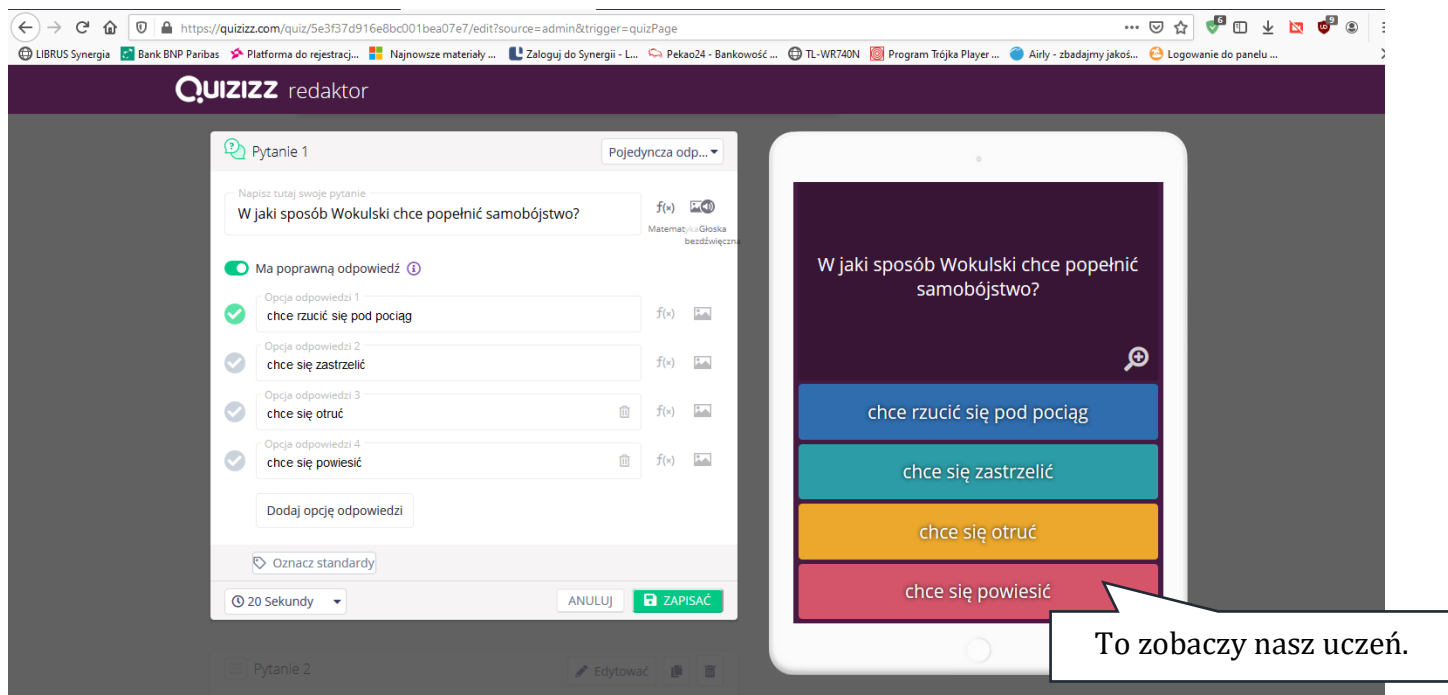 https://quizizz.com/quiz/5e3f37d916e8bc001bea07e7/edit?source=admin&trigger=quizPage
6
9
LIBRUS Synergia Bank BNP Paribas Platforma do rejestracj... Najnowsze materiały ... Zaloguj do Synergii - L... Pekao24 - Bankowość ... TL-WR740N Program Trójka Player ... Airly - zbadajmy jakoś... Logowanie do panelu ...
QUIZIZZ redaktor
Pytanie 1
Pojedyncza odp...
Napisz tutaj swoje pytanie
W jaki sposób Wokulski chce popełnić samobójstwo?
f(x)
MatematykaGłoska
bezdźwięczna
Ma poprawną odpowiedź
Opcja odpowiedzi 1
chce rzucić się pod pociąg
f(x)
Opcja odpowiedzi 2
chce się zastrzelić
f(x)
Opcja odpowiedzi 3
chce się otruć
f(x)
Opcja odpowiedzi 4
chce się powiesić
f(x)
Dodaj opcję odpowiedzi
Oznacz standardy
20 Sekundy
ANULUJ
ZAPISAĆ
Pytanie 2
Edytować
W jaki sposób Wokulski chce popełnić
samobójstwo?
chce rzucić się pod pociąg
chce się zastrzelić
chce się otruć
chce się powiesić
To zobaczy nasz uczeń.